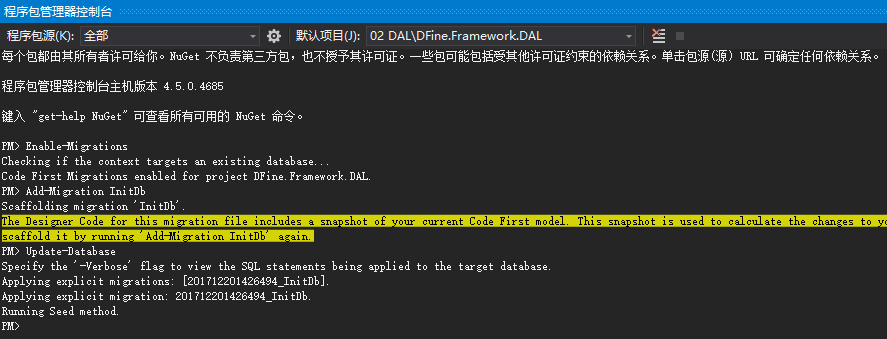 程序包管理器控制台
程序包源(K): 全部 默认项目(J): 02 DAL\DFine.Framework.DAL
每个包都由其所有者许可给你。NuGet 不负责第三方包，也不授予其许可证。一些包可能包括受其他许可证约束的依赖关系。单击包源(源) URL 可确定任何依赖关系。
程序包管理器控制台主机版本 4.5.0.4685
键入 "get-help NuGet" 可查看所有可用的 NuGet 命令。
PM> Enable-Migrations
Checking if the context targets an existing database...
Code First Migrations enabled for project DFine.Framework.DAL.
PM> Add-Migration InitDb
Scaffolding migration 'InitDb'.
The Designer Code for this migration file includes a snapshot of your current Code First model. This snapshot is used to calculate the changes to yo
scaffold it by running 'Add-Migration InitDb' again.
PM> Update-Database
Specify the '-Verbose' flag to view the SQL statements being applied to the target database.
Applying explicit migrations: [201712201426494_InitDb].
Applying explicit migration: 201712201426494_InitDb.
Running Seed method.
PM>